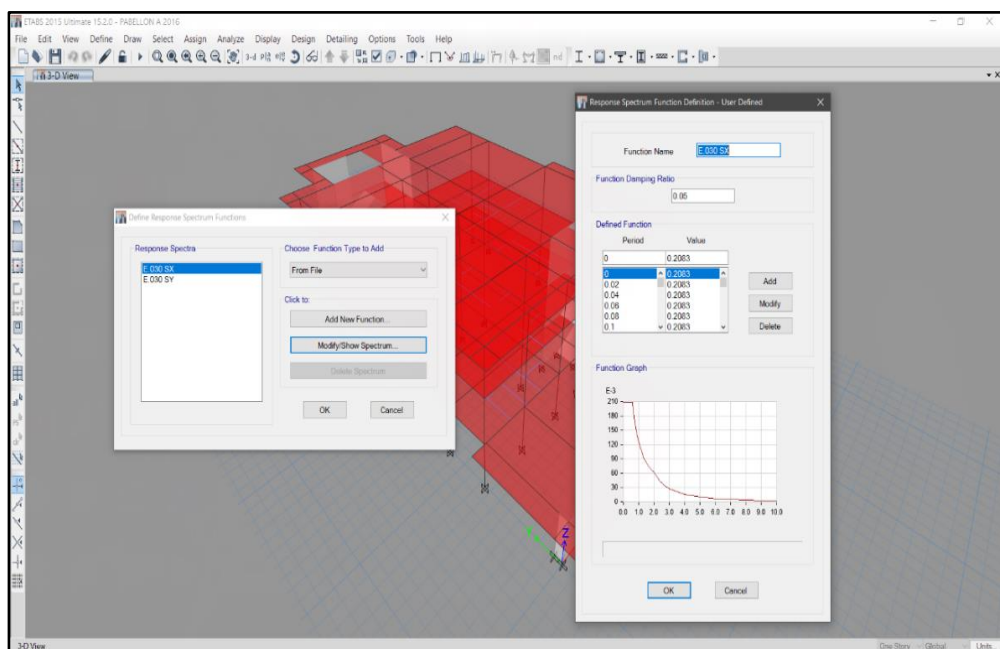 ETABS 2015 Ultimate 15.2.0 - PABELLON A 2016
File Edit View Define Draw Select Assign Analyze Display Design Detailing Options Tools Help
3-D View
Response Spectrum Function Definition - User Defined
Function Name E.030 SX
Function Damping Ratio
0.05
Defined Function
Period Value
0 0.2083
0 0.2083
0.02 0.2083
0.04 0.2083
0.06 0.2083
0.08 0.2083
0.1 0.2083
Add
Modify
Delete
Function Graph
E-3
210
180
150
120
90
60
30
0
0.0 1.0 2.0 3.0 4.0 5.0 6.0 7.0 8.0 9.0 10.0
OK Cancel
Define Response Spectrum Functions
Response Spectra
E.030 SX
E.030 SY
Choose Function Type to Add
From File
Click to:
Add New Function...
Modify/Show Spectrum...
Delete Spectrum
OK Cancel
Z
3-D View
One Story Global Units...